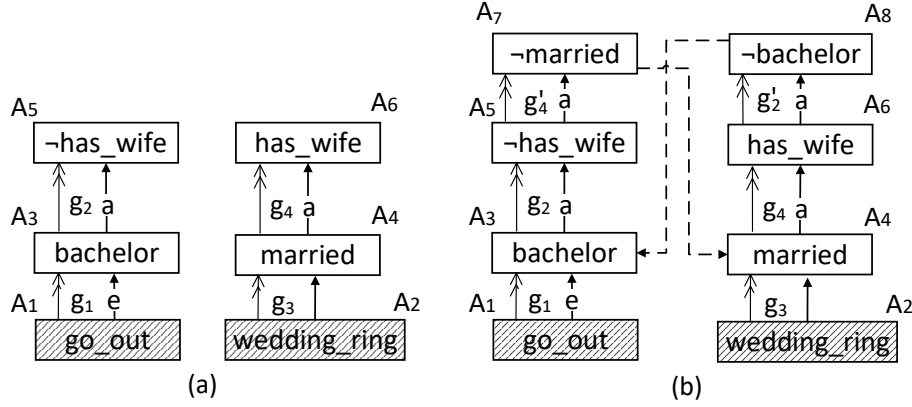 A5
¬has_wife
g2 a
A3
bachelor
A1
g1 e
go_out
A6
has_wife
g4 a
A4
married
g3
A2
wedding_ring
(a)
A7
¬married
g'4 a
A5
¬has_wife
g2 a
A3
bachelor
A1
g1 e
go_out
A8
¬bachelor
g'2 a
A6
has_wife
g4 a
A4
married
g3
A2
wedding_ring
(b)